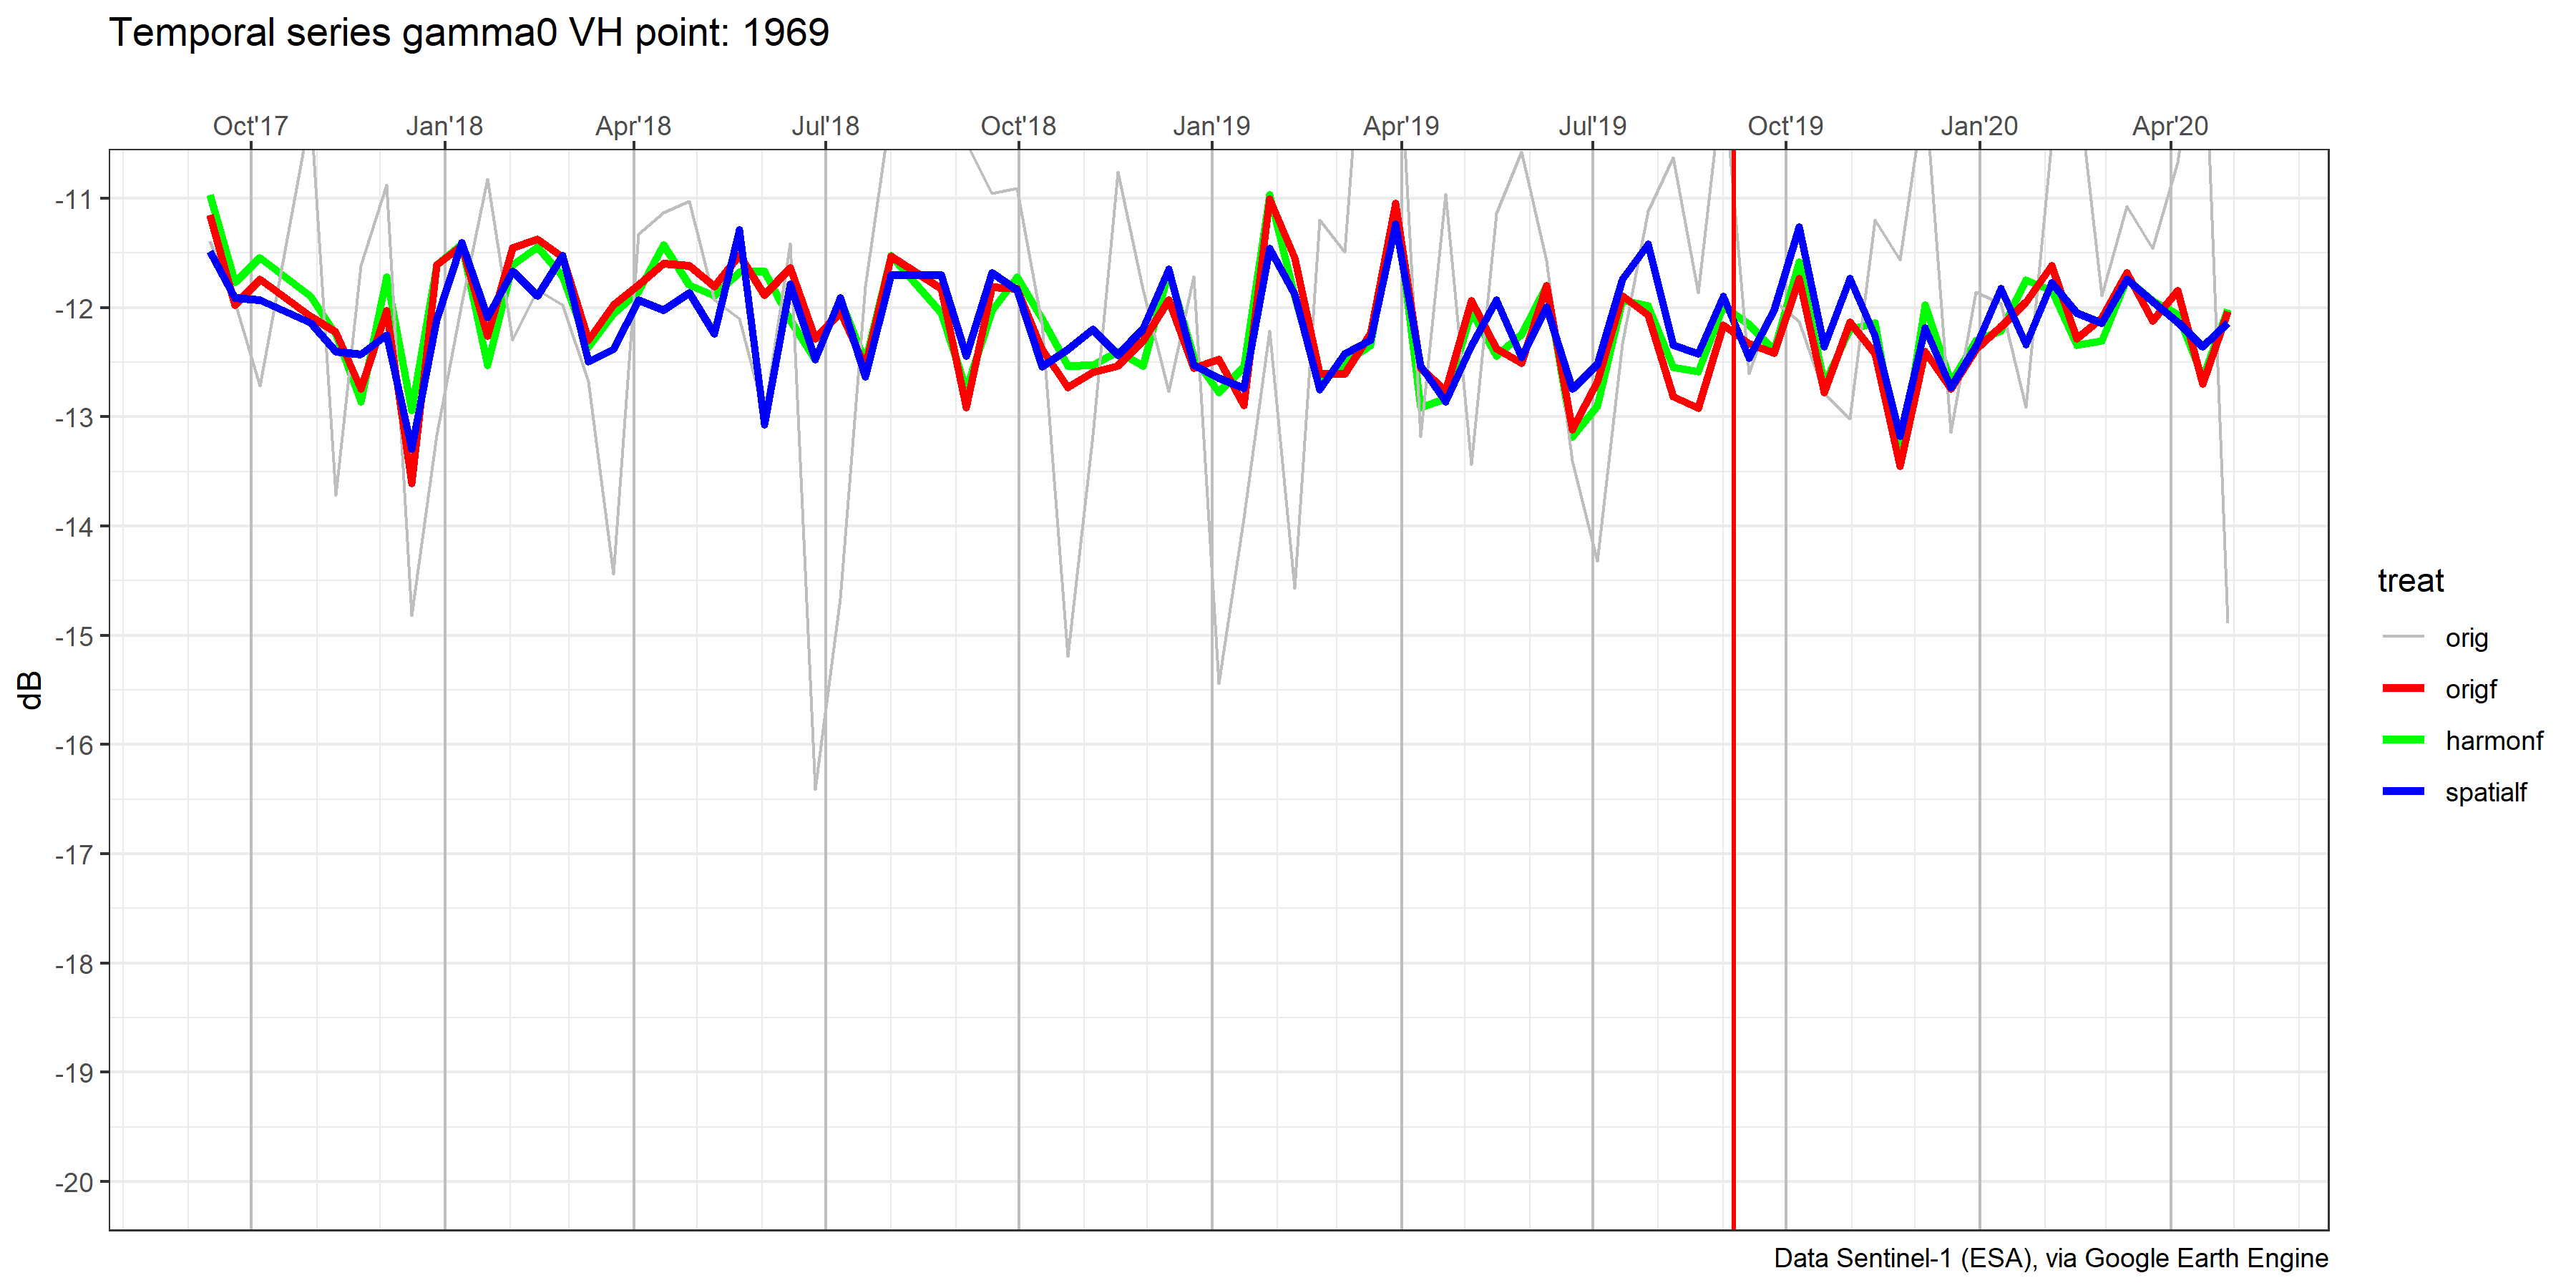 Temporal series gamma0 VH point: 1969
Oct'17 Jan'18 Apr'18 Jul'18 Oct'18 Jan'19 Apr'19 Jul'19 Oct'19 Jan'20 Apr'20
-11
-12
-13
-14
-15
-16
-17
-18
-19
-20
dB
treat
orig
origf
harmonf
spatialf
Data Sentinel-1 (ESA), via Google Earth Engine